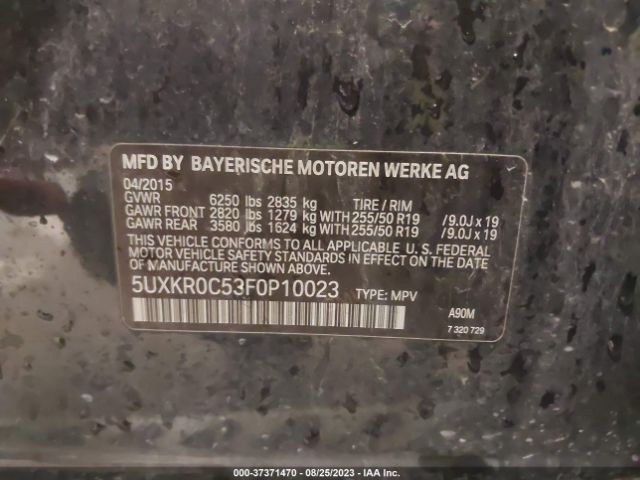 MFD BY BAYERISCHE MOTOREN WERKE AG
04/2015
GVWR 6250 lbs 2835 kg TIRE / RIM
GAWR FRONT 2820 lbs 1279 kg WITH 255/50 R19 / 9.0J x 19
GAWR REAR 3580 lbs 1624 kg WITH 255/50 R19 / 9.0J x 19
THIS VEHICLE CONFORMS TO ALL APPLICABLE U. S. FEDERAL
MOTOR VEHICLE SAFETY STANDARDS IN EFFECT ON THE
DATE OF MANUFACTURE SHOWN ABOVE.
5UXKR0C53F0P10023 TYPE: MPV
A90M
7 320 729
000-37371470 - 08/25/2023 - IAA Inc.